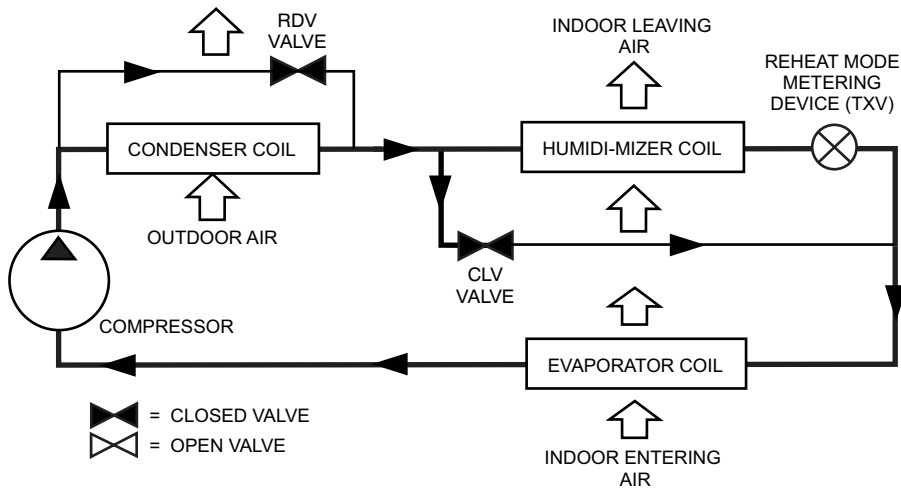 RDV
VALVE
INDOOR LEAVING
AIR
REHEAT MODE
METERING
DEVICE (TXV)
CONDENSER COIL
HUMIDI-MIZER COIL
OUTDOOR AIR
CLV
VALVE
COMPRESSOR
EVAPORATOR COIL
= CLOSED VALVE
= OPEN VALVE
INDOOR ENTERING
AIR